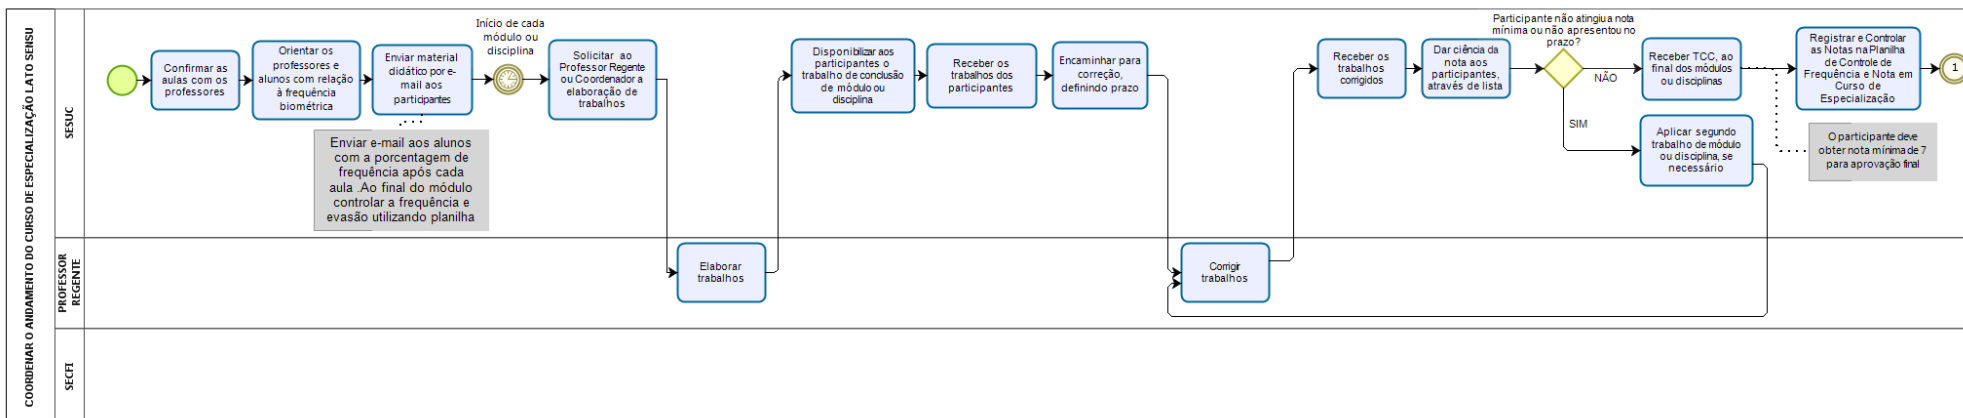 COORDENAR O ANDAMENTO DO CURSO DE ESPECIALIZAÇÃO LATO SENSU
SESUC
Confirmar as
aulas com os
professores
Orientar os
professores e
alunos com relação
à frequência
biométrica
Enviar material
didático por e-
mail aos
participantes
Enviar e-mail aos alunos
com a porcentagem de
frequência após cada
aula .Ao final do módulo
controlar a frequência e
evasão utilizando planilha
Início de cada
módulo ou
disciplina
Solicitar ao
Professor Regente
ou Coordenador a
elaboração de
trabalhos
Disponibilizar aos
participantes o
trabalho de conclusão
de módulo ou
disciplina
Receber os
trabalhos dos
participantes
Encaminhar para
correção,
definindo prazo
Receber os
trabalhos
corrigidos
Dar ciência da
nota aos
participantes,
através de lista
Participante não atingiu a nota
mínima ou não apresentou no
prazo?
NÃO
SIM
Receber TCC, ao
final dos módulos
ou disciplinas
Aplicar segundo
trabalho de módulo
ou disciplina, se
necessário
Registrar e Controlar
as Notas na Planilha
de Controle de
Frequência e Nota em
Curso de
Especialização
1
O participante deve
obter nota mínima de 7
para aprovação final
PROFESSOR
REGENTE
Elaborar
trabalhos
Corrigir
trabalhos
SECFI